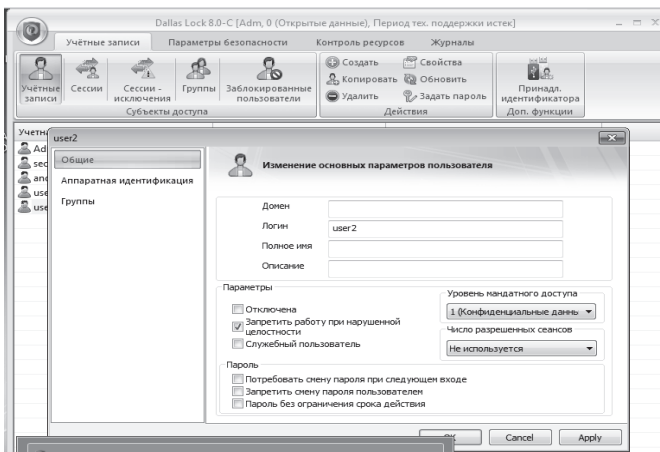 Dallas Lock 8.0-C [Adm, 0 (Открытые данные), Период тех. поддержки истек]
Учётные записи Параметры безопасности Контроль ресурсов Журналы
Учётные записи
Сессии
Сессии - исключения
Группы
Заблокированные пользователи
Субъекты доступа
Создать
Копировать
Удалить
Свойства
Обновить
Задать пароль
Действия
Принадл. идентификатора
Доп. функции
user2
Общие
Аппаратная идентификация
Группы
Изменение основных параметров пользователя
Домен
Логин user2
Полное имя
Описание
Параметры
Отключена
Запретить работу при нарушенной целостности
Служебный пользователь
Уровень мандатного доступа
1 (Конфиденциальные даннь
Число разрешенных сеансов
Не используется
Пароль
Потребовать смену пароля при следующем входе
Запретить смену пароля пользователем
Пароль без ограничения срока действия
Cancel Apply